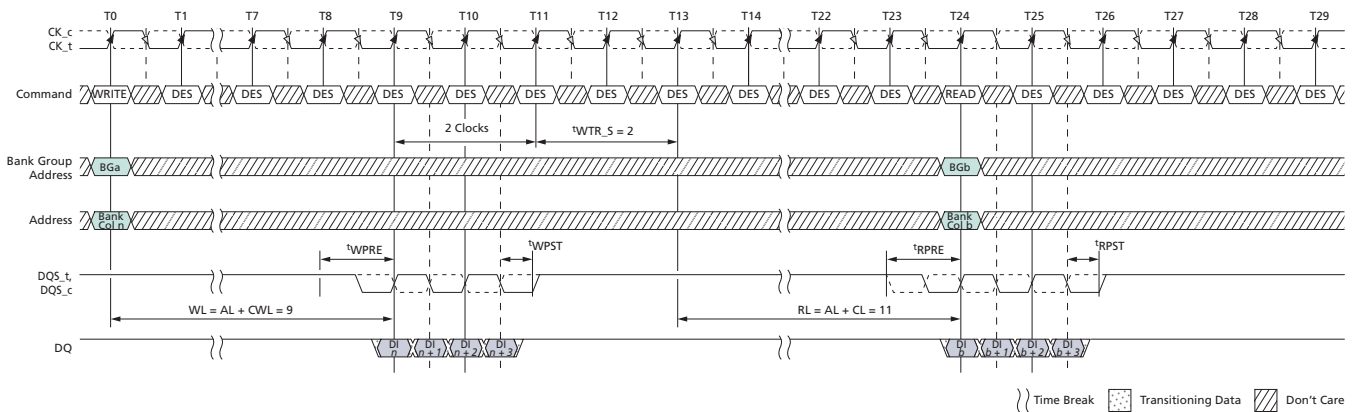 T0 T1 T7 T8 T9 T10 T11 T12 T13 T14 T22 T23 T24 T25 T26 T27 T28 T29
CK_c
CK_t
Command WRITE DES DES DES DES DES DES DES DES DES DES DES READ DES DES DES DES DES
2 Clocks tWTR_S = 2
Bank Group
Address BGa BGb
Address Bank
Col n Bank
Col b
tWPRE tWPST tRPRE tRPST
DQS_t,
DQS_c
WL = AL + CWL = 9 RL = AL + CL = 11
DQ DI
n DI
n + 1 DI
n + 2 DI
n + 3 DI
b DI
b + 1 DI
b + 2 DI
b + 3
Time Break Transitioning Data Don't Care